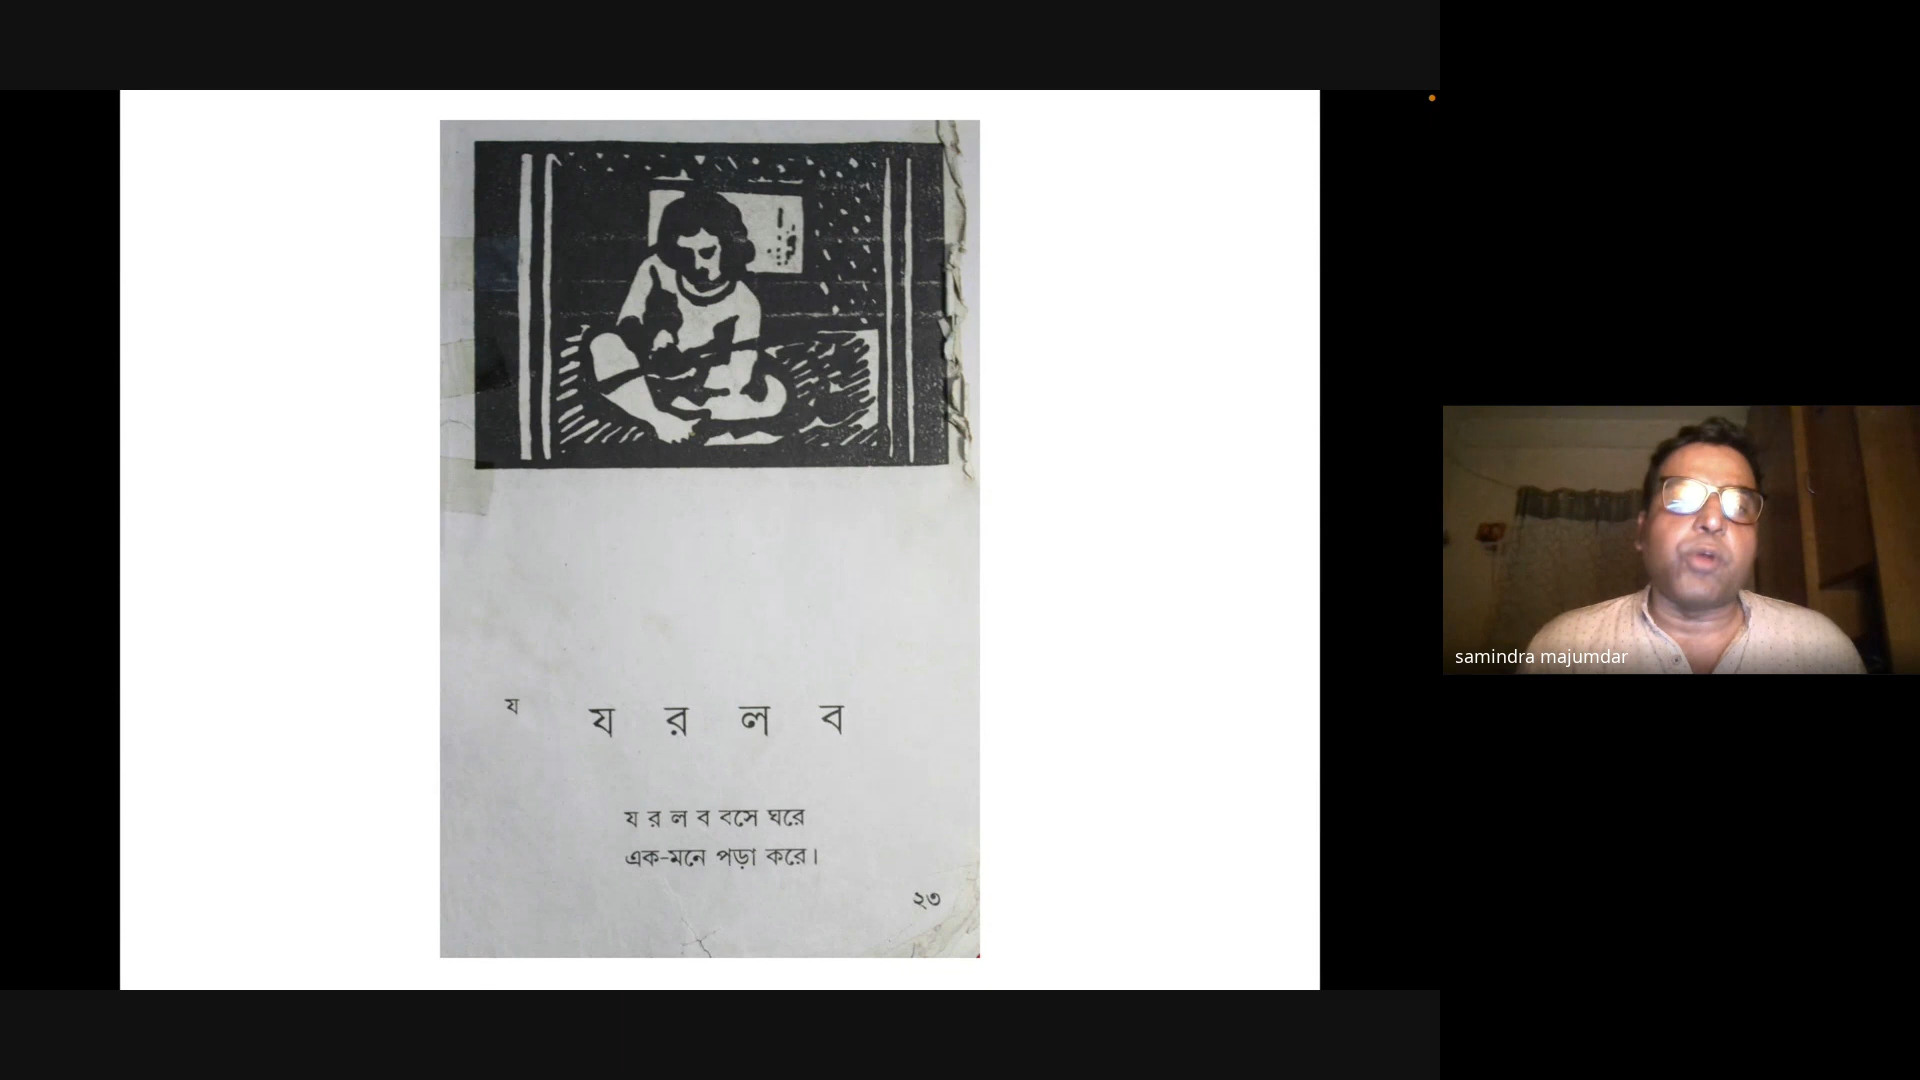 য
য র ল ব
য র ল ব বসে ঘরে
এক-মনে পড়া করে।
২৩
samindra majumdar